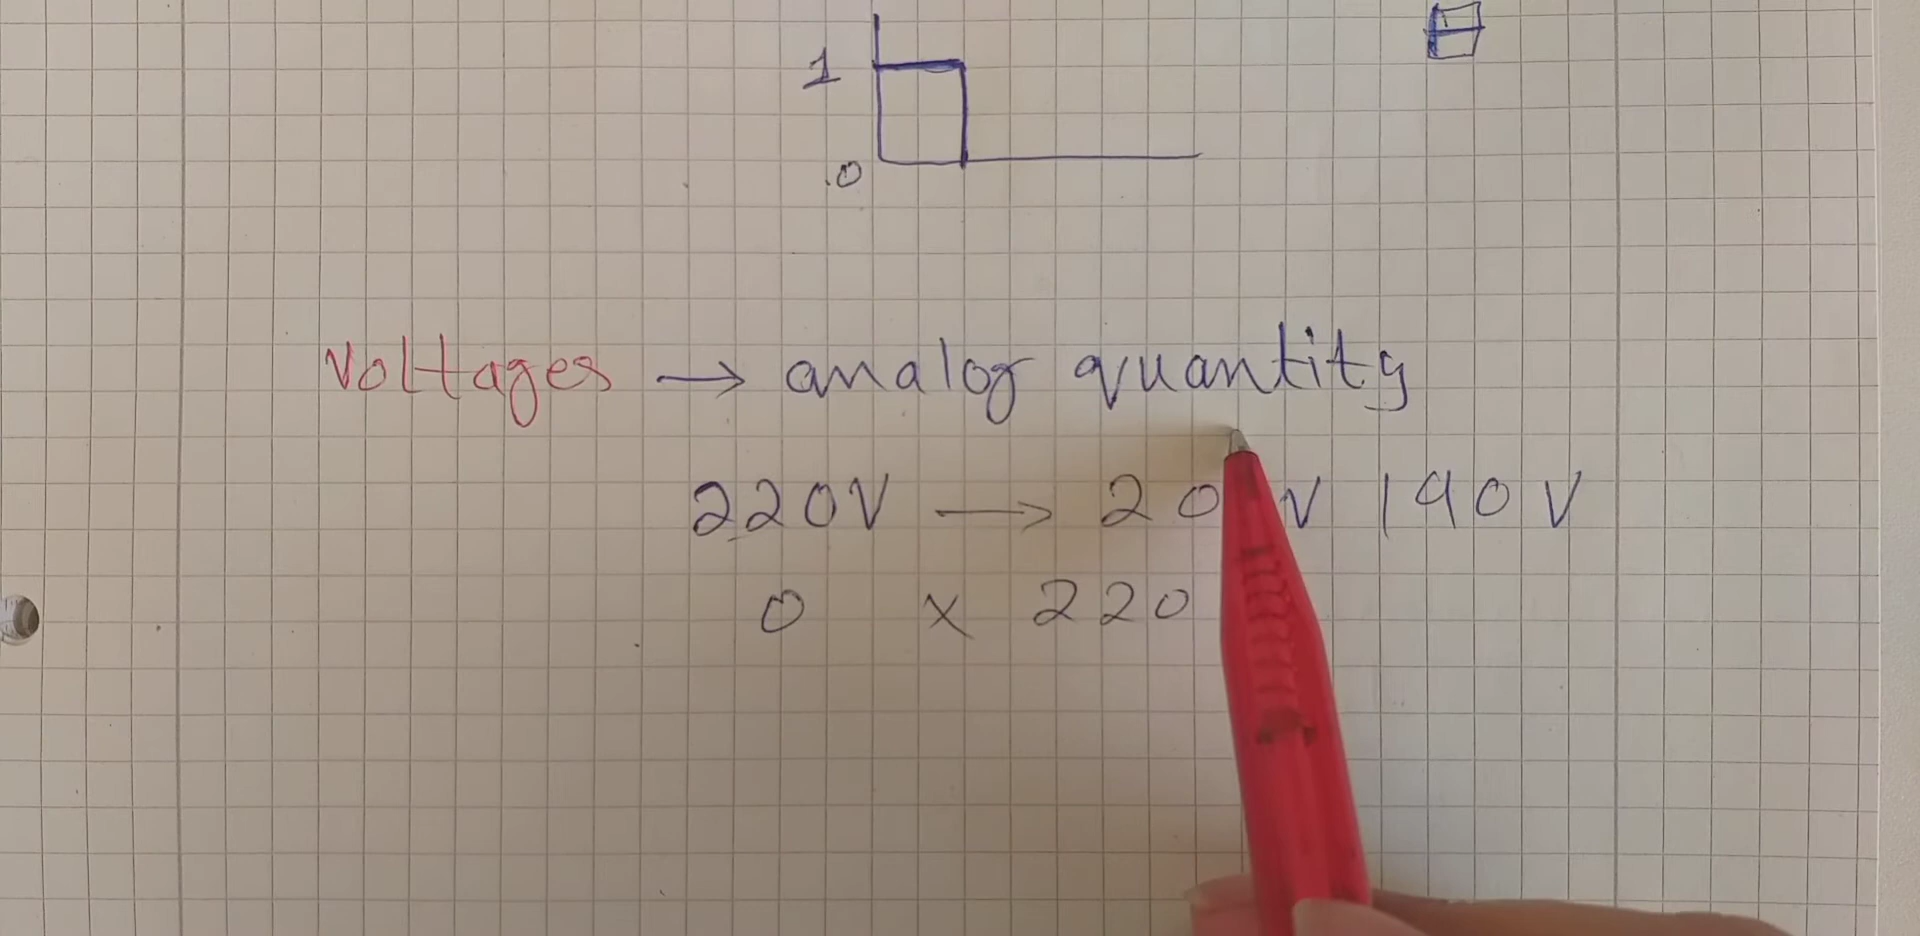 1
0
Voltages → analog quantity
220V → 20 V 190 V
0 x 220